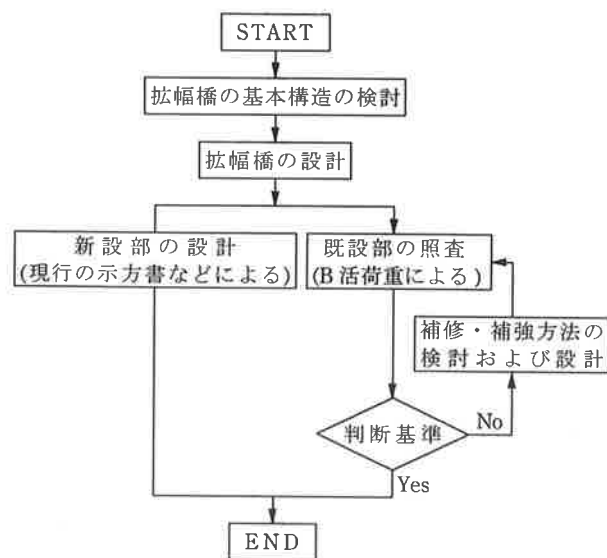 START
拡幅橋の基本構造の検討
拡幅橋の設計
新設部の設計
(現行の示方書などによる)
既設部の照査
(B活荷重による)
補修・補強方法の
検討および設計
判断基準
No
Yes
END